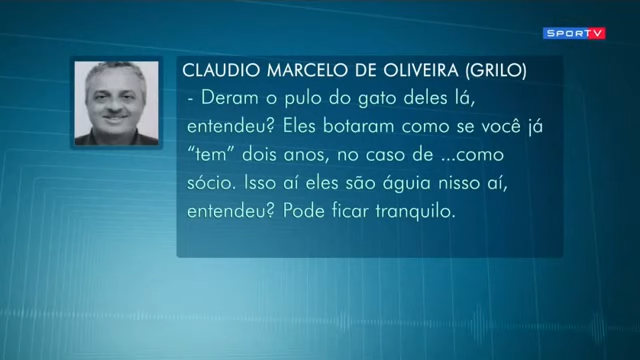 SPORTV
CLAUDIO MARCELO DE OLIVEIRA (GRILO)
- Deram o pulo do gato deles lá,
entendeu? Eles botaram como se você já
“tem” dois anos, no caso de ...como
sócio. Isso aí eles são águia nisso aí,
entendeu? Pode ficar tranquilo.